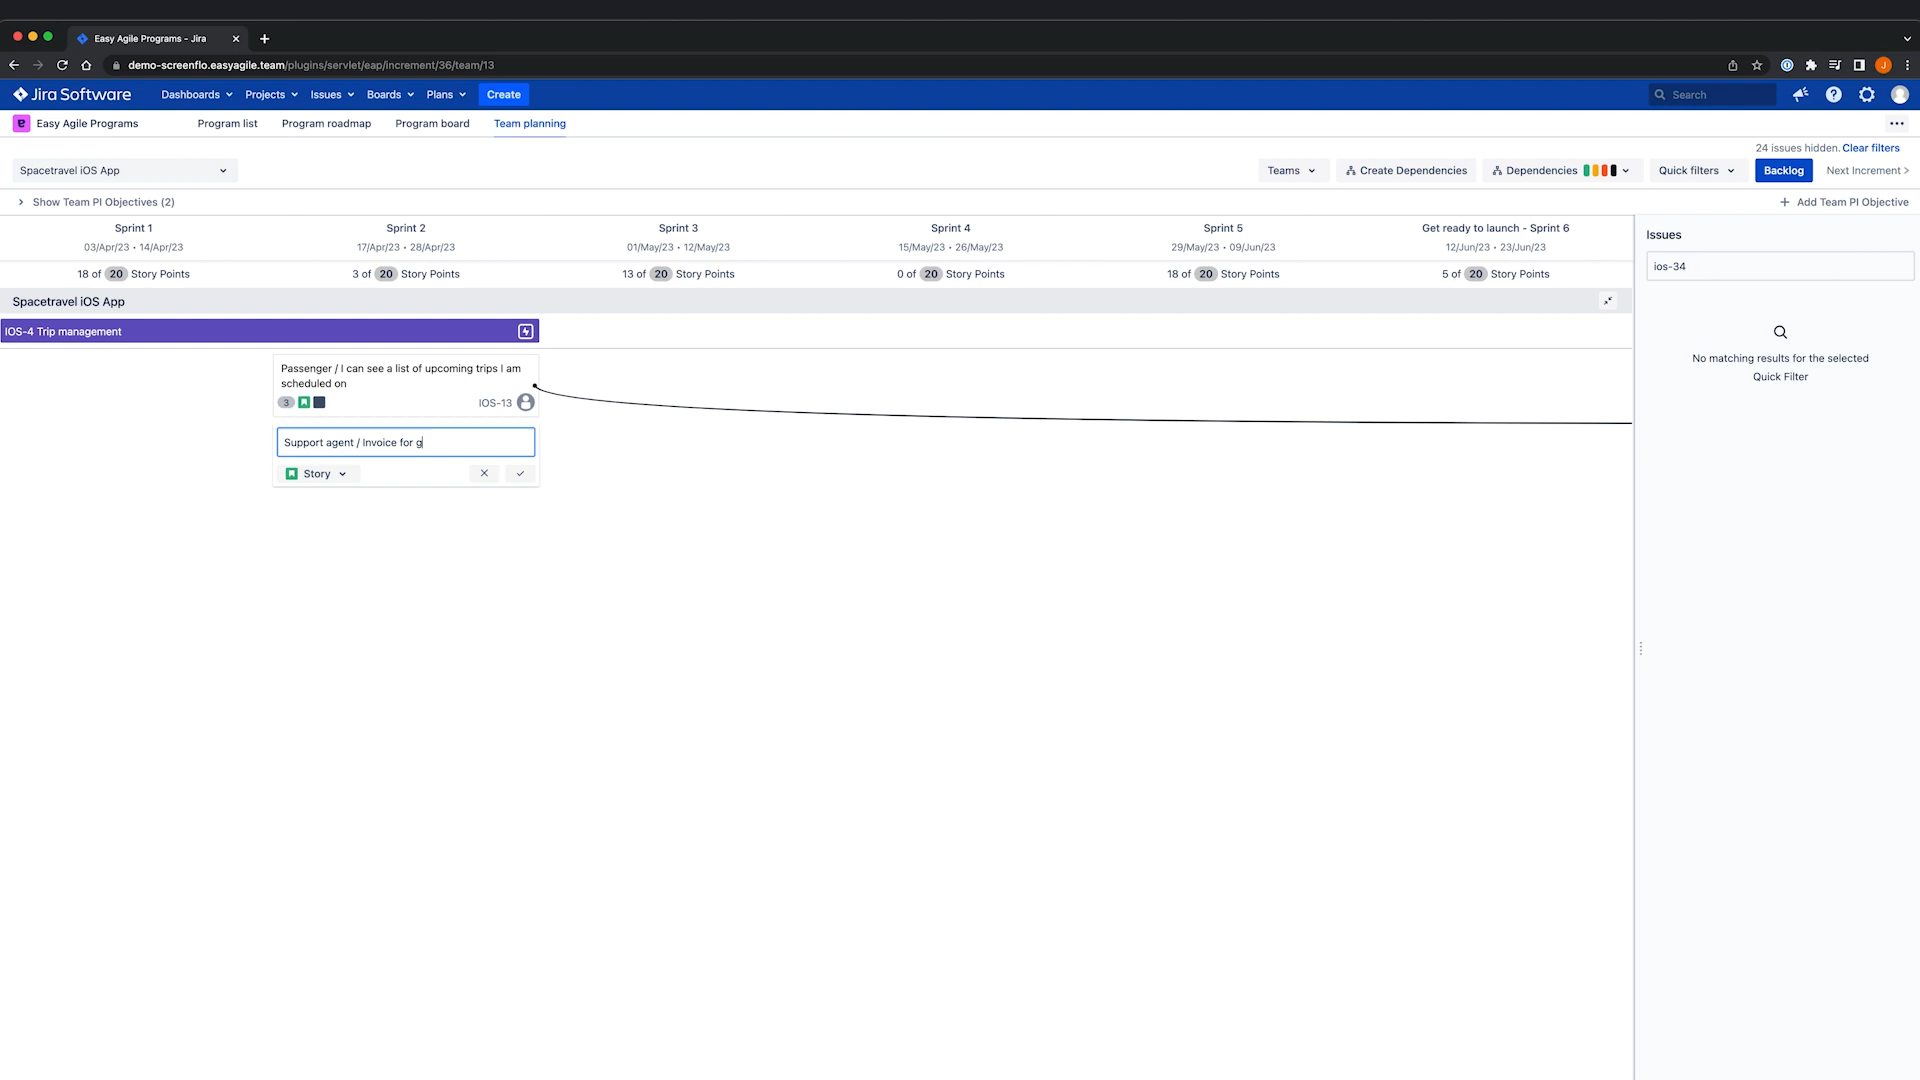 Easy Agile Programs - Jira
demo-screenflo.easyagile.team/plugins/servlet/eap/increment/36/team/13
J
Jira Software Dashboards Projects Issues Boards Plans Create Search
e Easy Agile Programs Program list Program roadmap Program board Team planning
24 issues hidden. Clear filters
Spacetravel iOS App Teams Create Dependencies Dependencies Quick filters Backlog Next Increment >
Show Team PI Objectives (2) + Add Team PI Objective
Sprint 1 Sprint 2 Sprint 3 Sprint 4 Sprint 5 Get ready to launch - Sprint 6
03/Apr/23 • 14/Apr/23 17/Apr/23 • 28/Apr/23 01/May/23 • 12/May/23 15/May/23 • 26/May/23 29/May/23 • 09/Jun/23 12/Jun/23 • 23/Jun/23
18 of 20 Story Points 3 of 20 Story Points 13 of 20 Story Points 0 of 20 Story Points 18 of 20 Story Points 5 of 20 Story Points
Issues
ios-34
No matching results for the selected
Quick Filter
Spacetravel iOS App
IOS-4 Trip management
Passenger / I can see a list of upcoming trips I am
scheduled on
3 IOS-13
Support agent / Invoice for g
Story